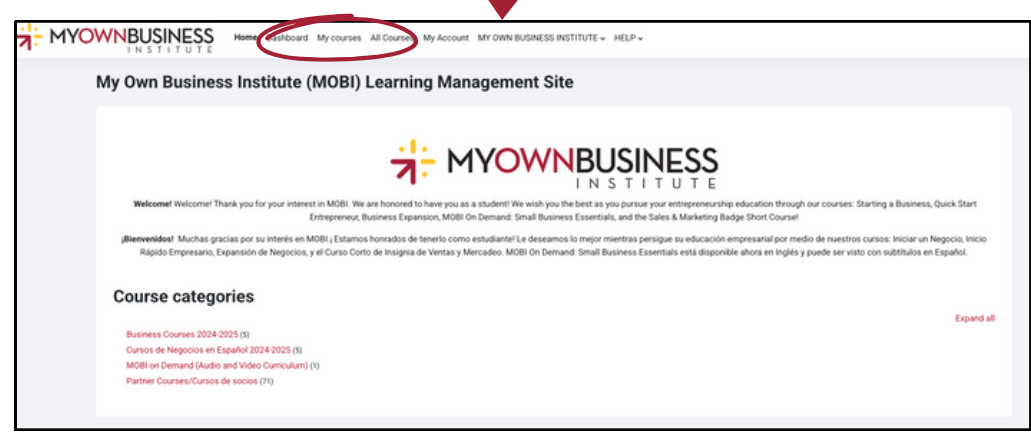 MYOWNBUSINESS
INSTITUTE
Home Dashboard My courses All Courses My Account MY OWN BUSINESS INSTITUTE HELP
My Own Business Institute (MOBI) Learning Management Site
MYOWNBUSINESS
INSTITUTE
Welcome! Welcome! Thank you for your interest in MOBI. We are honored to have you as a student! We wish you the best as you pursue your entrepreneurship education through our courses: Starting a Business, Quick Start
Entrepreneur, Business Expansion, MOBI On Demand: Small Business Essentials, and the Sales & Marketing Badge Short Course!
¡Bienvenidos! Muchas gracias por su interés en MOBI.¡ Estamos honrados de tenerlo como estudiante! Le deseamos lo mejor mientras persigue su educación empresarial por medio de nuestros cursos: Iniciar un Negocio, Inicio
Rápido Empresario, Expansión de Negocios, y el Curso Corto de Insignia de Ventas y Mercadeo. MOBI On Demand: Small Business Essentials está disponible ahora en Inglés y puede ser visto con subtítulos en Español.
Course categories
Expand all
Business Courses 2024-2025 (5)
Cursos de Negocios en Español 2024-2025 (5)
MOBI on Demand (Audio and Video Curriculum) (1)
Partner Courses/Cursos de socios (71)